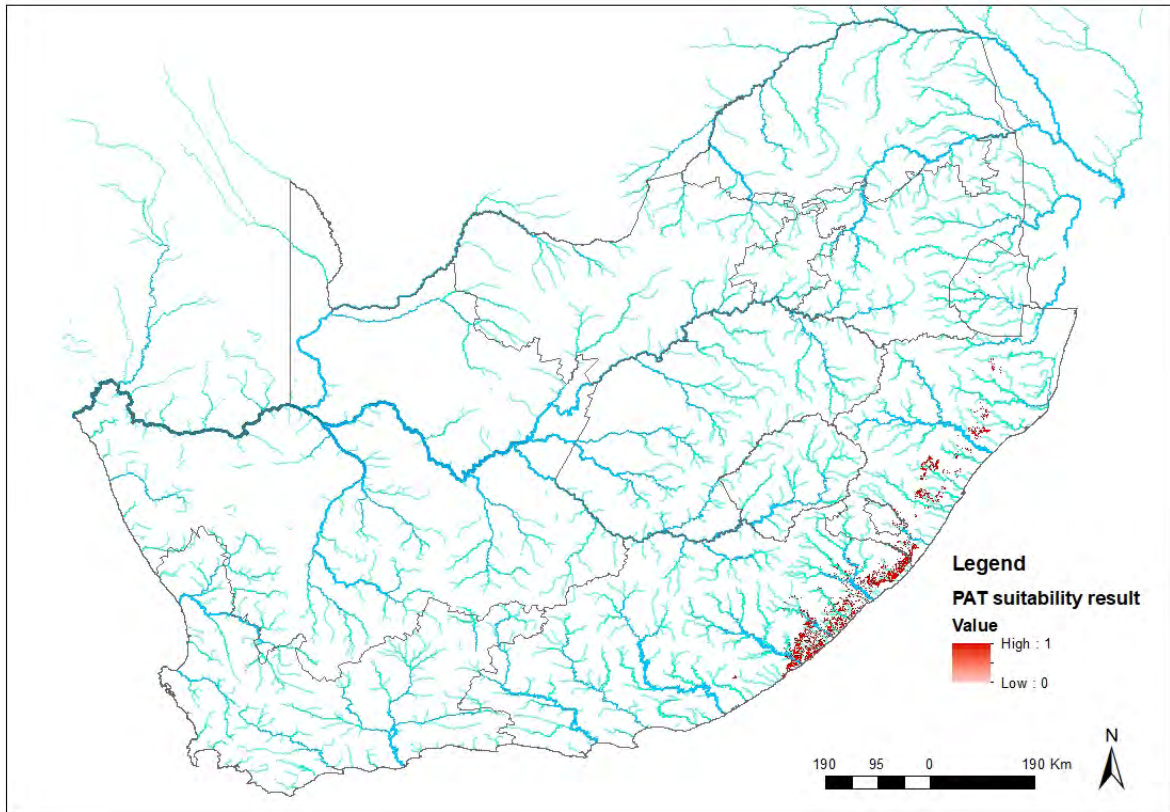 Legend
PAT suitability result
Value
High : 1
Low : 0
N
190 95 0 190 Km